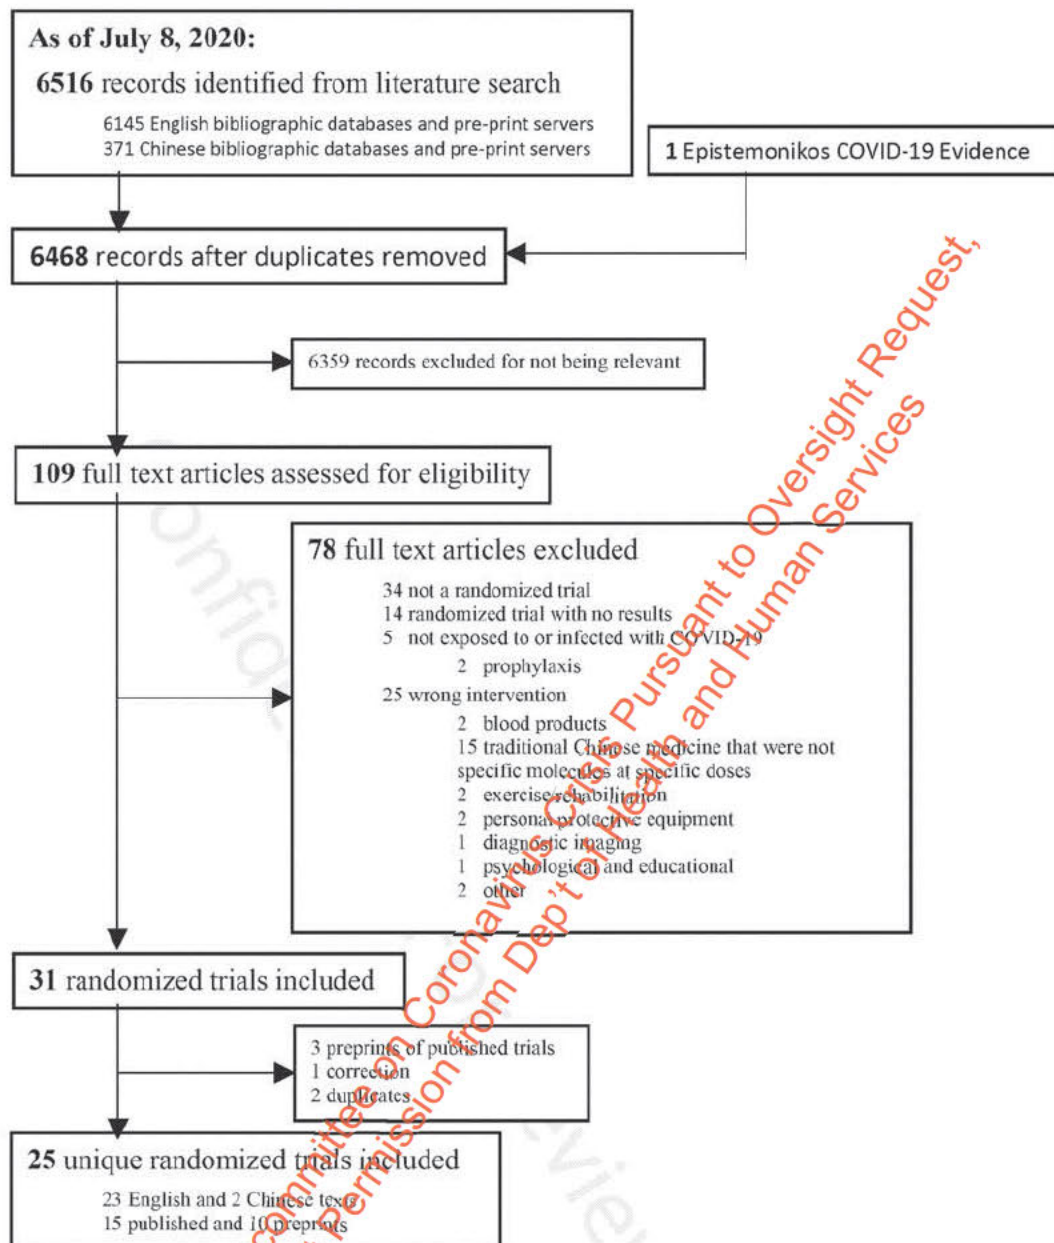 As of July 8, 2020:
6516 records identified from literature search
6145 English bibliographic databases and pre-print servers
371 Chinese bibliographic databases and pre-print servers
1 Epistemonikos COVID-19 Evidence
6468 records after duplicates removed
6359 records excluded for not being relevant
109 full text articles assessed for eligibility
78 full text articles excluded
34 not a randomized trial
14 randomized trial with no results
5 not exposed to or infected with COVID-19
2 prophylaxis
25 wrong intervention
2 blood products
15 traditional Chinese medicine that were not
specific molecules at specific doses
2 exercise/rehabilitation
2 personal protective equipment
1 diagnostic imaging
1 psychological and educational
2 other
31 randomized trials included
3 preprints of published trials
1 correction
2 duplicates
25 unique randomized trials included
23 English and 2 Chinese texts
15 published and 10 preprints
committee on Coronavirus Crisis Pursuant to Oversight Request,
Permission from Dep't of Health and Human Services